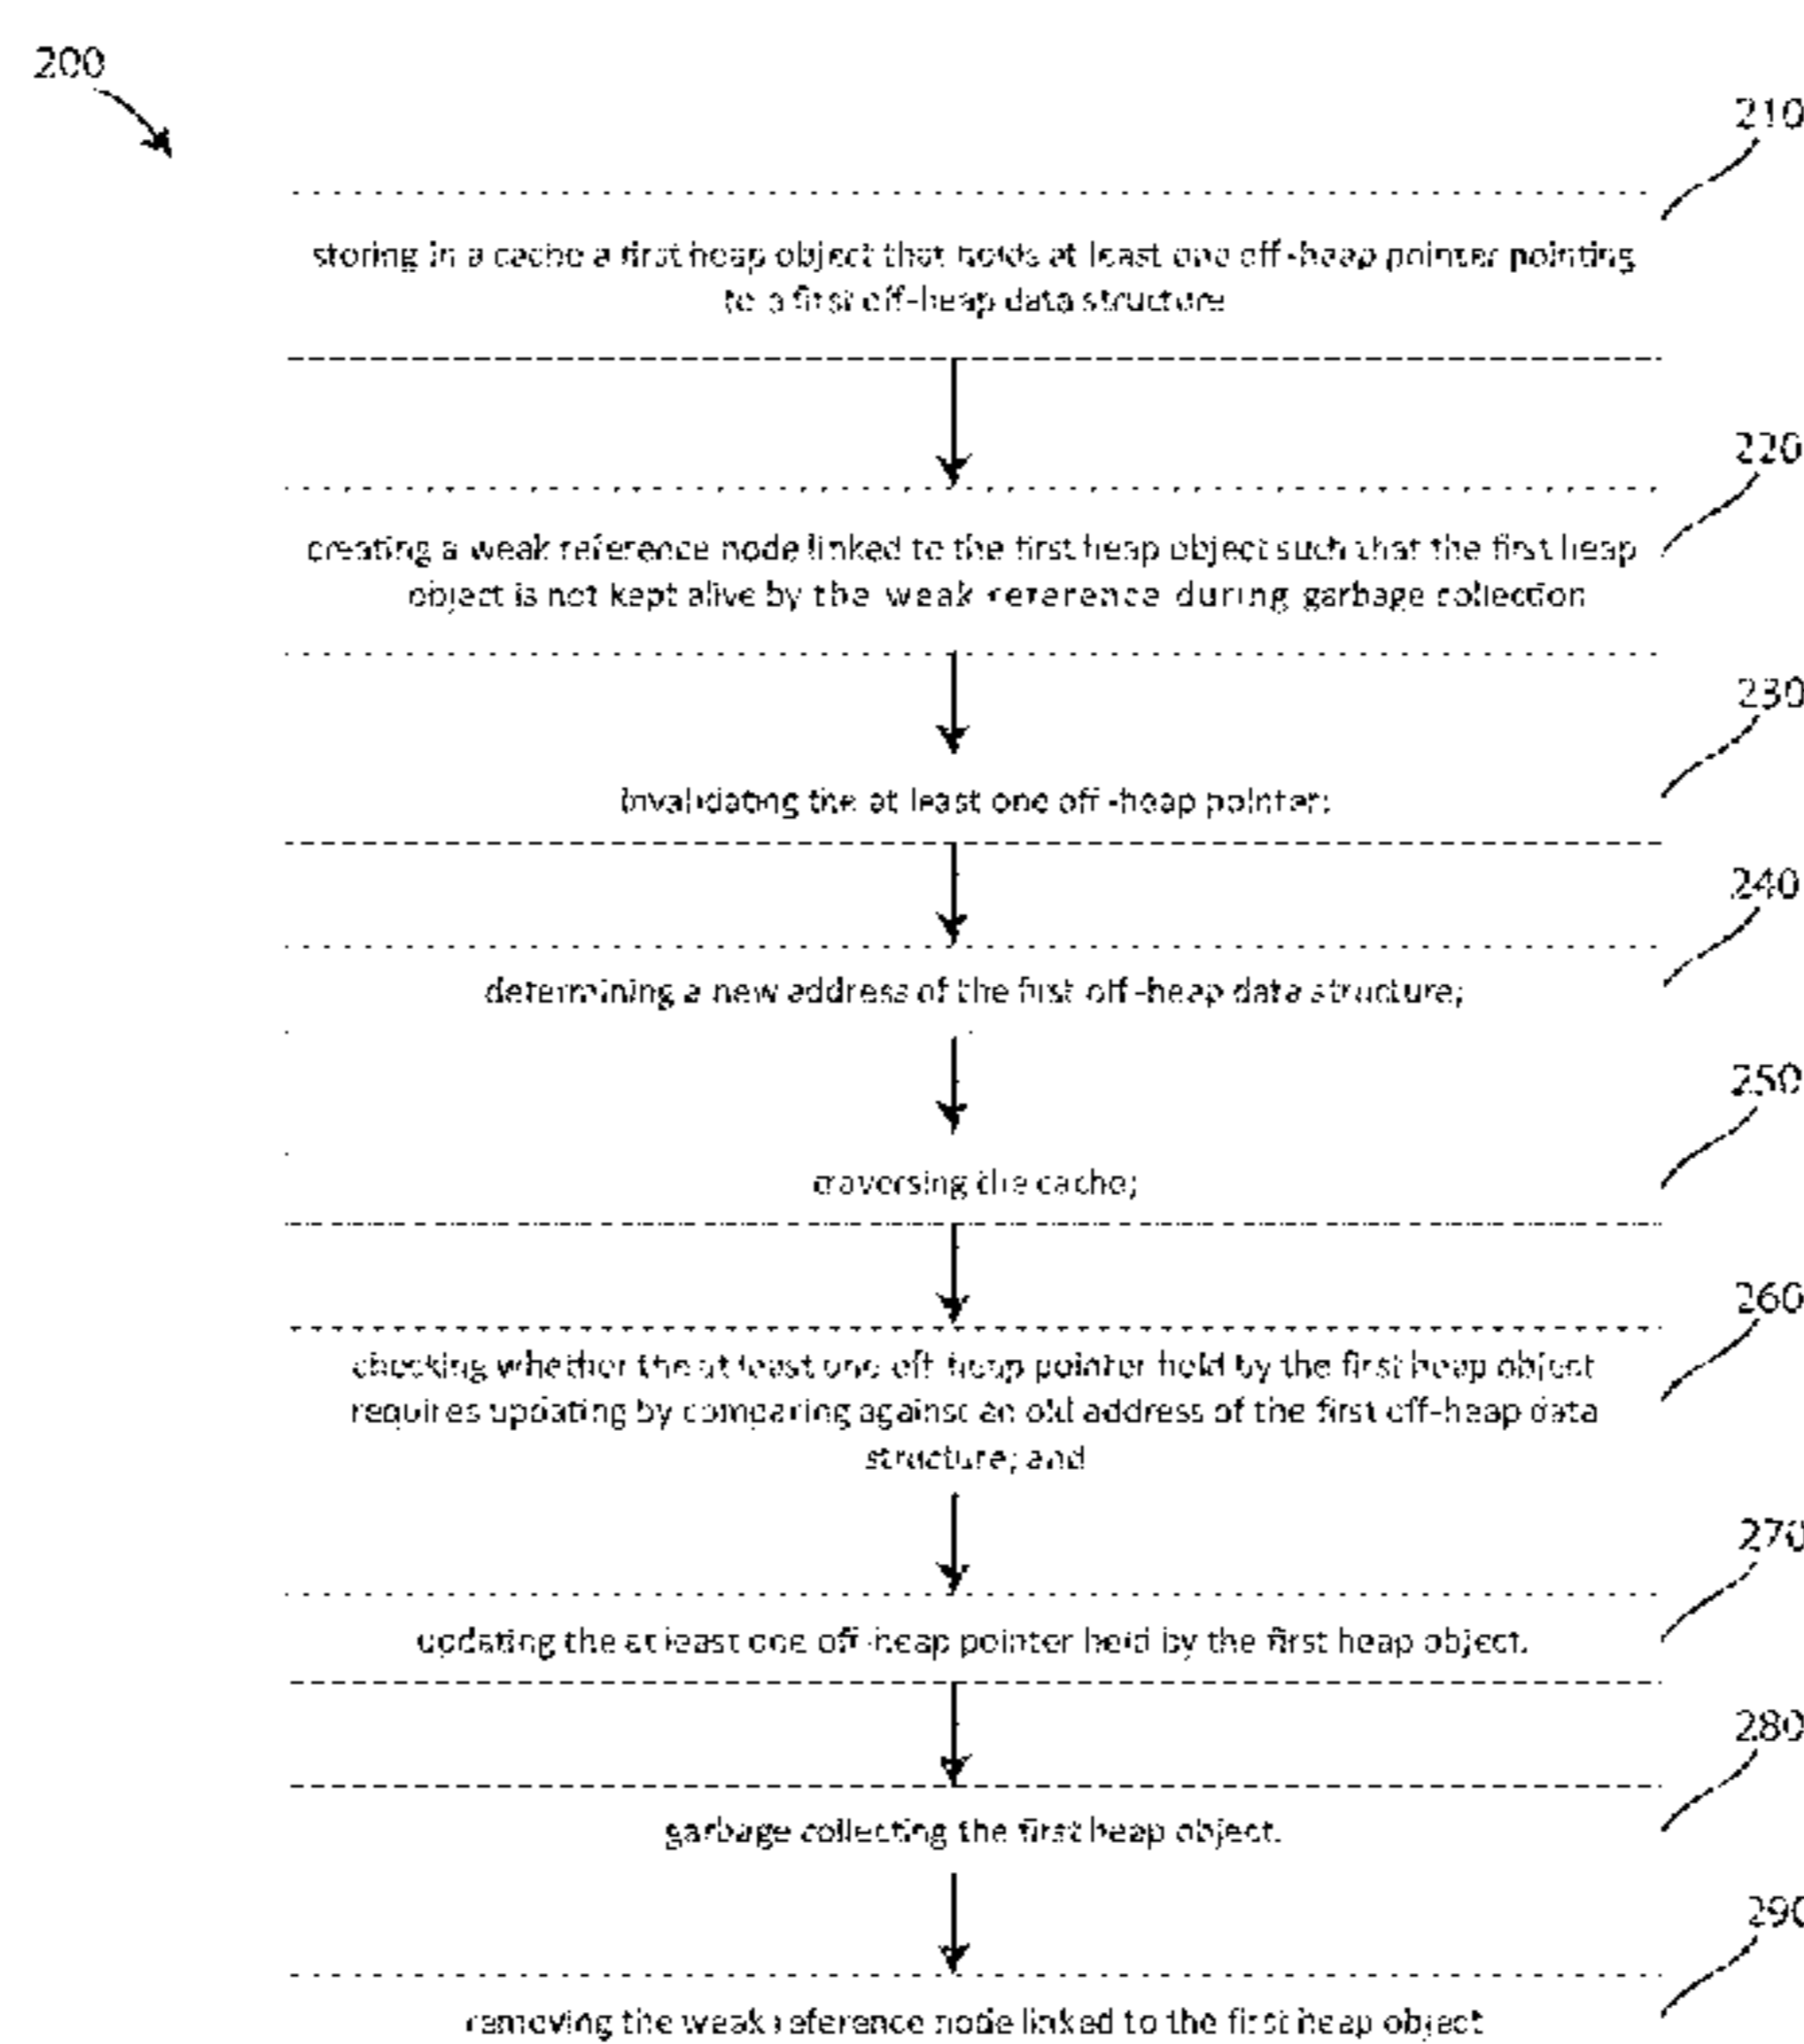 200
210
storing in a cache a first heap object that holds at least one off-heap pointer pointing
to a first off-heap data structure
220
creating a weak reference node linked to the first heap object such that the first heap
object is not kept alive by the weak reference during garbage collection
230
invalidating the at least one off-heap pointer;
240
determining a new address of the first off-heap data structure;
250
traversing the cache;
260
checking whether the at least one off-heap pointer held by the first heap object
requires updating by comparing against an old address of the first off-heap data
structure; and
270
updating the at least one off-heap pointer held by the first heap object.
280
garbage collecting the first heap object.
290
removing the weak reference node linked to the first heap object